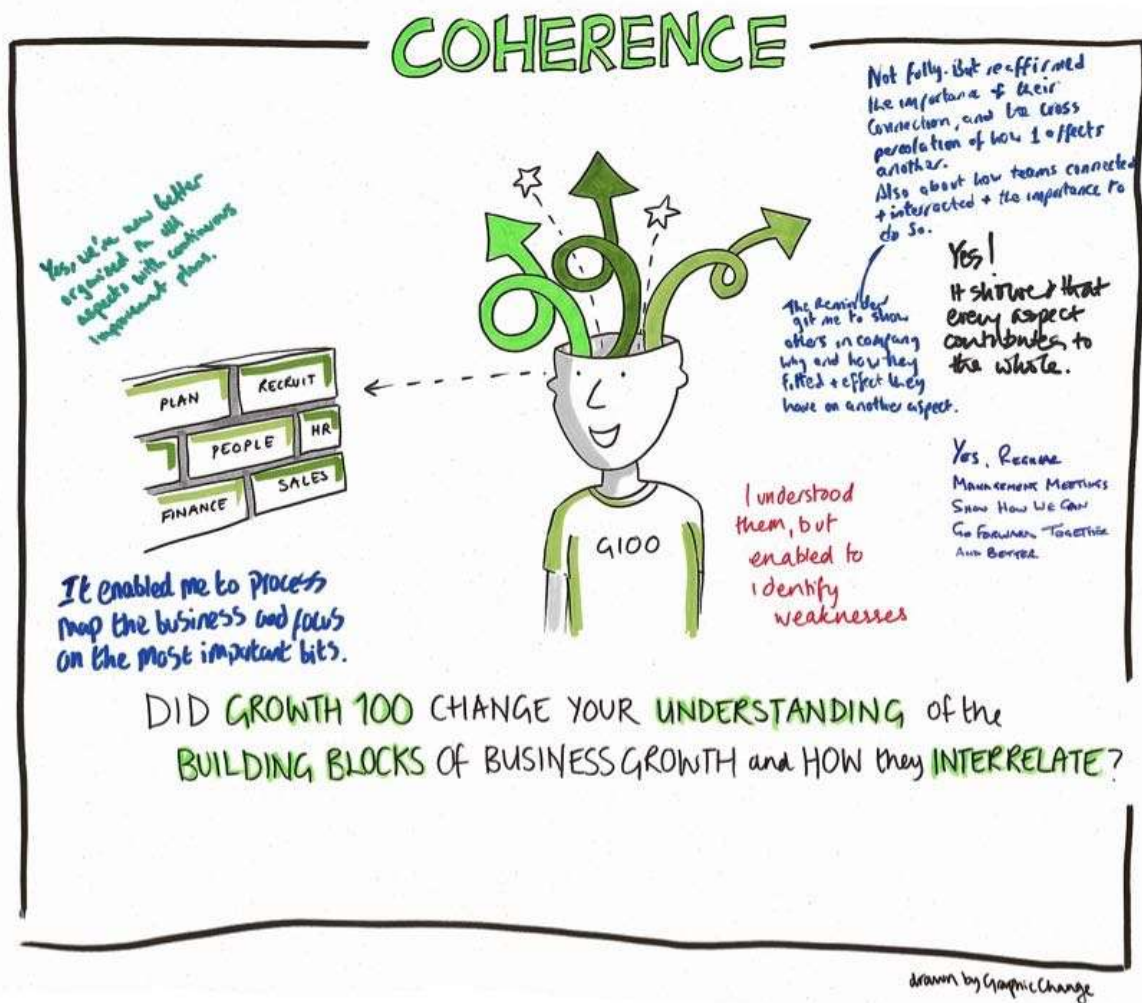 COHERENCE
Not fully. But reaffirmed
the importance of their
connection, and the cross
percolation of how 1 affects
another.
Also about how teams connected
+ interracted + the importance to
do so.
Yes, we're now better
organised in all
aspects with continuous
improvement plans.
The Reminder
got me to show
others in company
why and how they
fitted + effect they
have on another aspect.
Yes!
It showed that
every aspect
contributes to
the whole.
PLAN
RECRUIT
PEOPLE
HR
FINANCE
SALES
G100
I understood
them, but
enabled to
identify
weaknesses
Yes, REGULAR
MANAGEMENT MEETINGS
SHOW HOW WE CAN
GO FORWARD TOGETHER
AND BETTER
It enabled me to process
map the business and focus
on the most important bits.
DID GROWTH 100 CHANGE YOUR UNDERSTANDING of the
BUILDING BLOCKS OF BUSINESS GROWTH and HOW they INTERRELATE?
drawn by Graphic Change